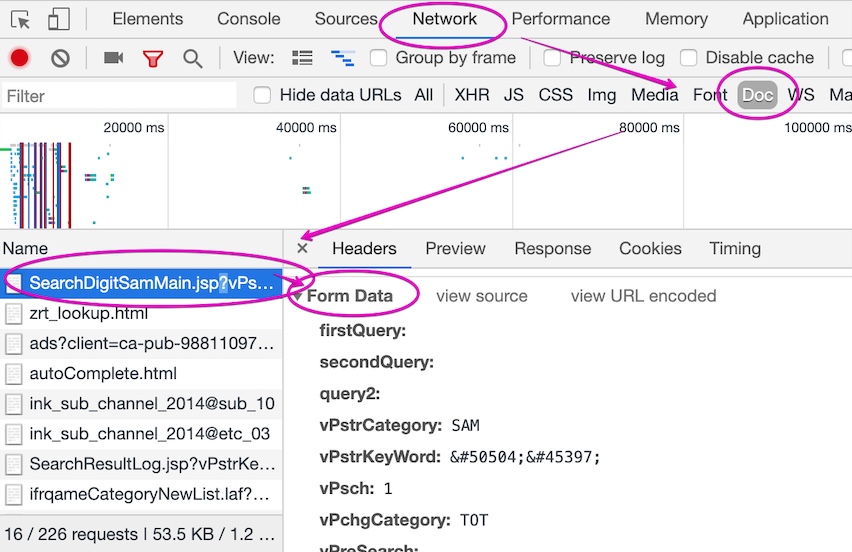 Elements Console Sources Network Performance Memory Application
View: Group by frame Preserve log Disable cache
Filter Hide data URLs All XHR JS CSS Img Media Font Doc WS Ma
20000 ms 40000 ms 60000 ms 80000 ms 100000 ms
Name
SearchDigitSamMain.jsp?vPs…
zrt_lookup.html
ads?client=ca-pub-98811097…
autoComplete.html
ink_sub_channel_2014@sub_10
ink_sub_channel_2014@etc_03
SearchResultLog.jsp?vPstrKe…
ifrqameCategoryNewList.laf?…
16 / 226 requests | 53.5 KB / 1.2 …
× Headers Preview Response Cookies Timing
▼ Form Data view source view URL encoded
firstQuery:
secondQuery:
query2:
vPstrCategory: SAM
vPstrKeyWord: &#50504;&#45397;
vPsch: 1
vPchgCategory: TOT
vPreSearch: